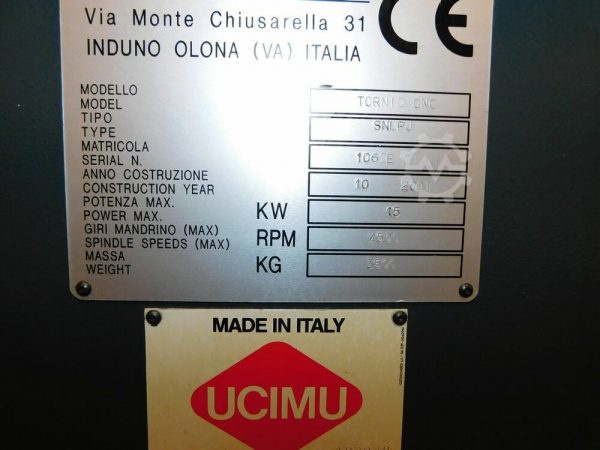 Via Monte Chiusarella 31
INDUNO OLONA (VA) ITALIA
CE
MODELLO
MODEL
TORNIO CNC
TIPO
TYPE
MATRICOLA
SERIAL N.
ANNO COSTRUZIONE
CONSTRUCTION YEAR
10
POTENZA MAX.
POWER MAX.
KW
15
GIRI MANDRINO (MAX)
SPINDLE SPEEDS (MAX)
RPM
4500
MASSA
WEIGHT
KG
MADE IN ITALY
UCIMU